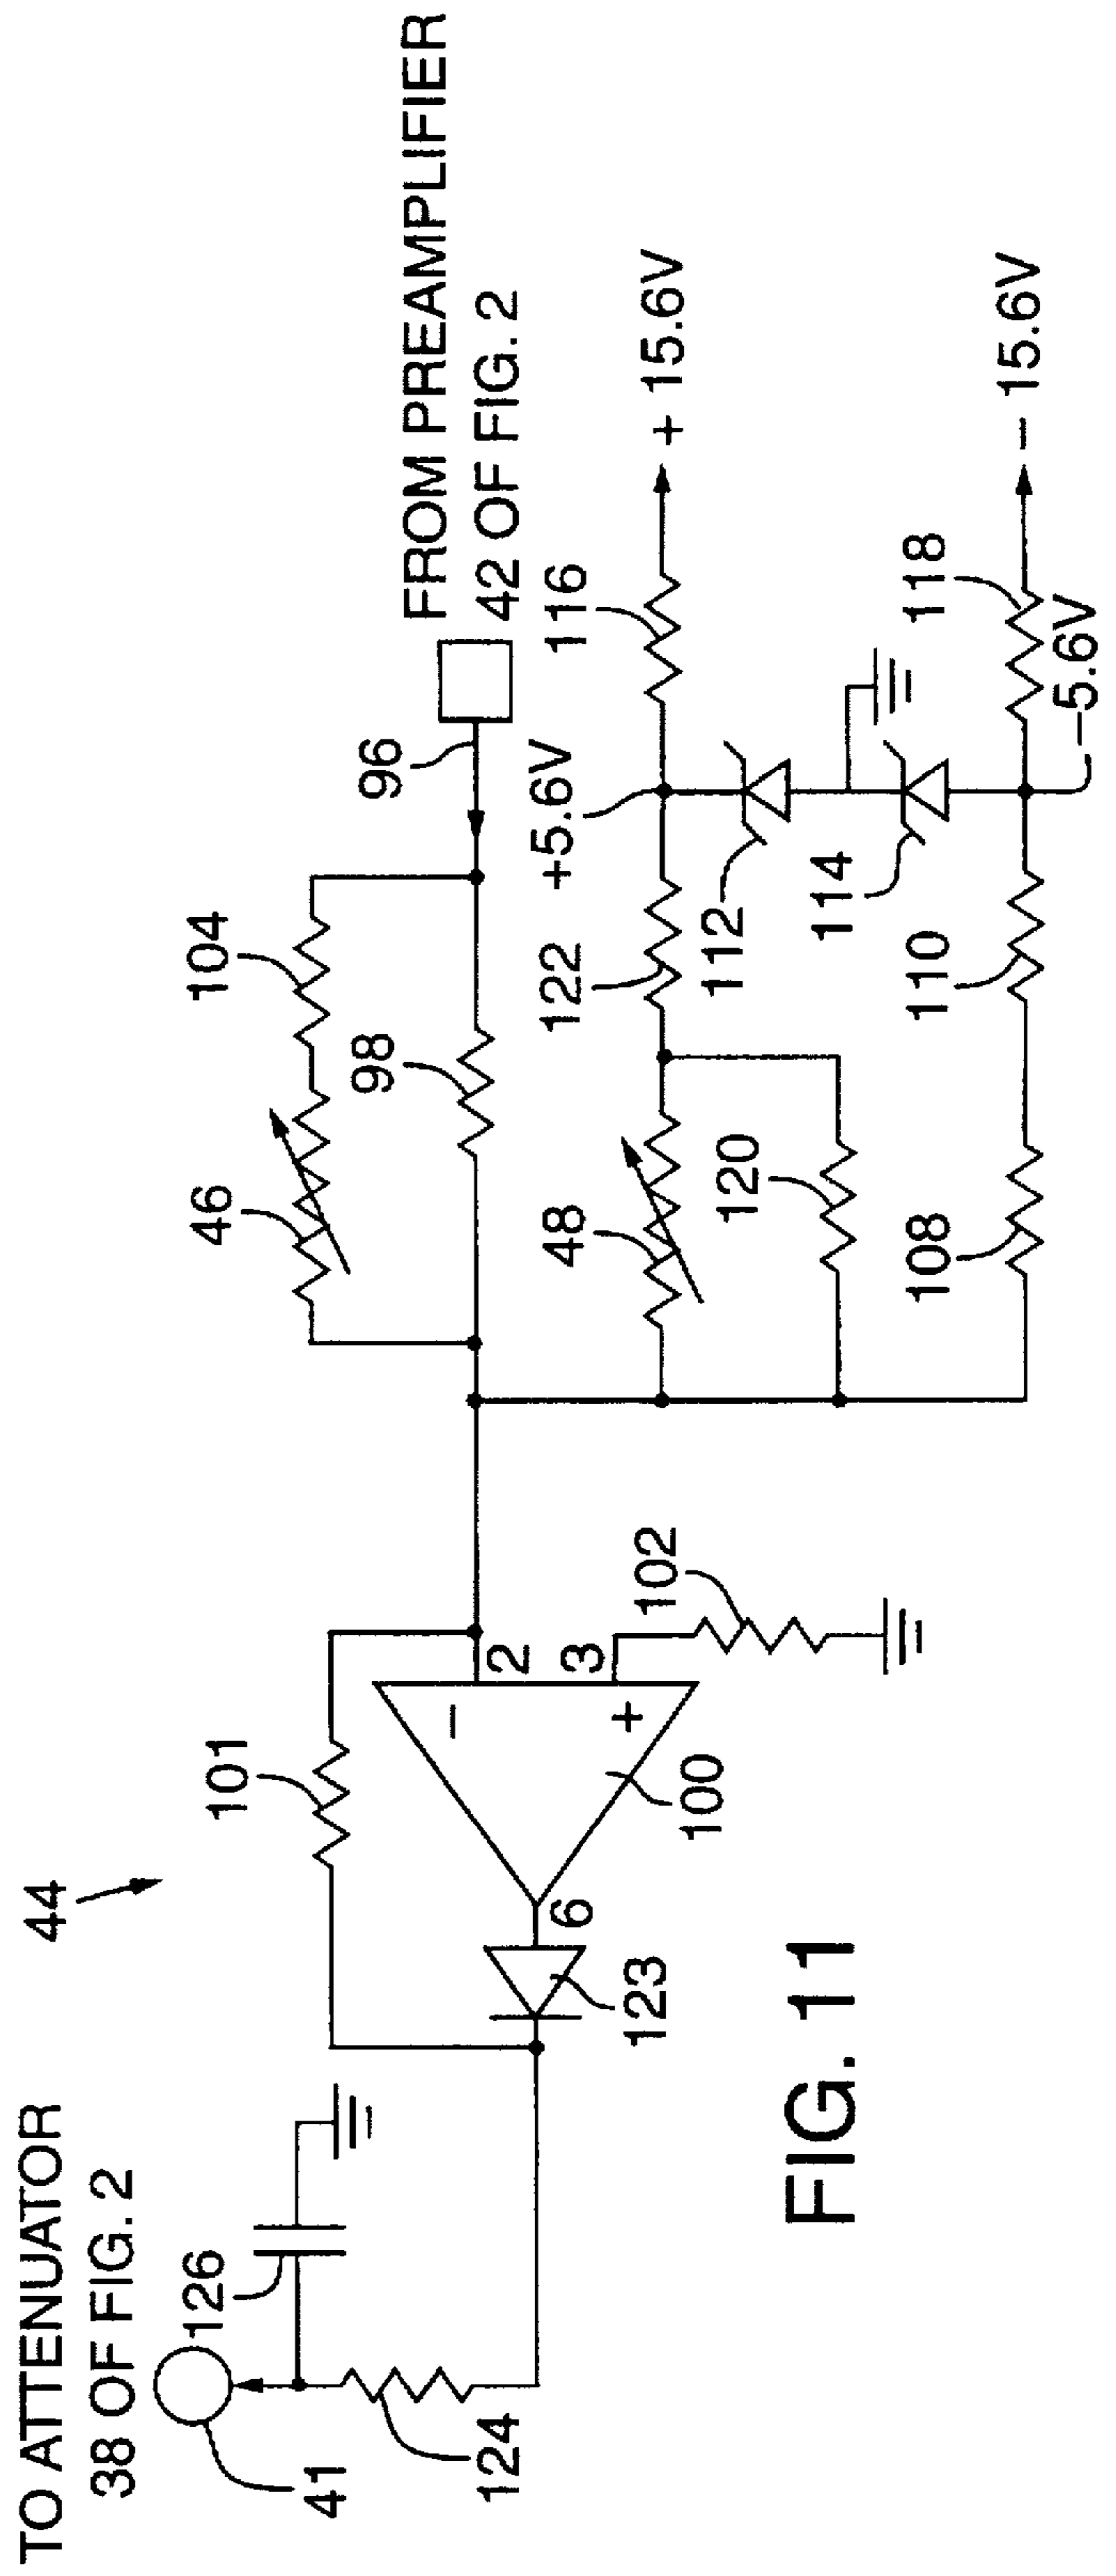 TO ATTENUATOR
38 OF FIG. 2
41
126
124
44
101
123
6
100
−
+
2
3
102
46
104
98
96
FROM PREAMPLIFIER
42 OF FIG. 2
48
122
120
+5.6V
116
+ 15.6V
112
114
108
110
118
−5.6V
− 15.6V
FIG. 11